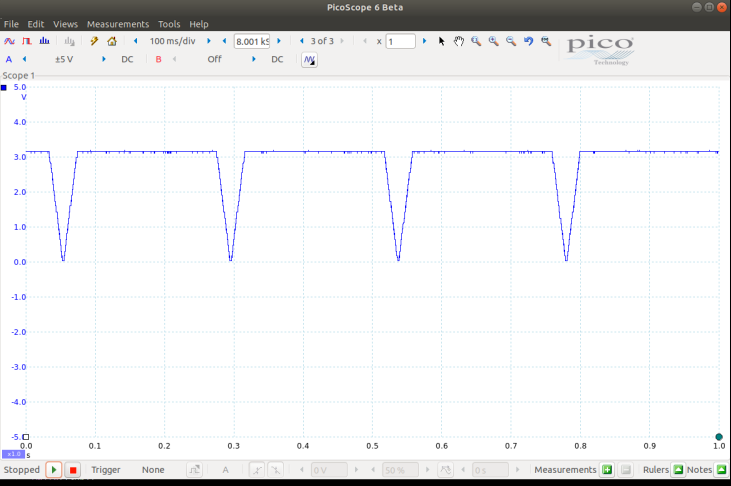 PicoScope 6 Beta
File Edit Views Measurements Tools Help
100 ms/div 8.001 kS 3 of 3 x 1
pico
Technology
A ±5 V DC B Off DC
Scope 1
5.0
V
4.0
3.0
2.0
1.0
0.0
-1.0
-2.0
-3.0
-4.0
-5.0
0.0 0.1 0.2 0.3 0.4 0.5 0.6 0.7 0.8 0.9 1.0
x1.0 s
Stopped Trigger None A 0 V 50 % 0 s Measurements Rulers Notes